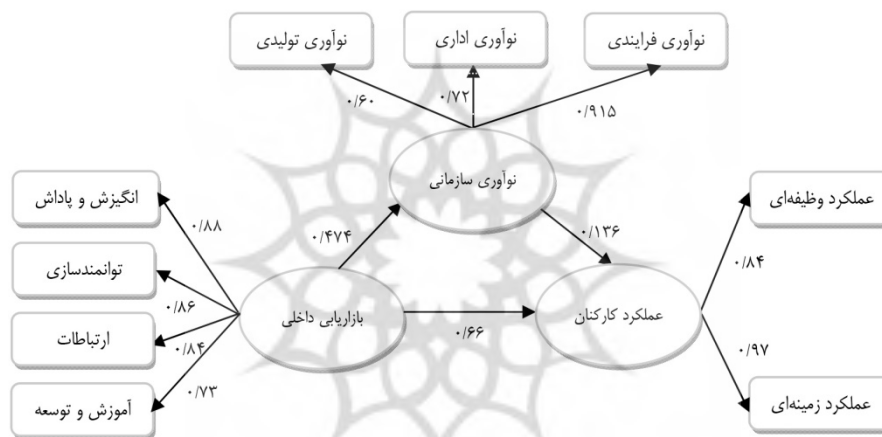 نوآوری فرایندی
نوآوری اداری
نوآوری تولیدی
۰/۹۱۵
۰/۷۲
۰/۶۰
نوآوری سازمانی
عملکرد وظیفه‌ای
انگیزش و پاداش
۰/۸۸
۰/۴۷۴
۰/۱۳۶
۰/۸۴
توانمندسازی
۰/۸۶
بازاریابی داخلی
عملکرد کارکنان
ارتباطات
۰/۸۴
۰/۶۶
۰/۹۷
۰/۷۳
آموزش و توسعه
عملکرد زمینه‌ای